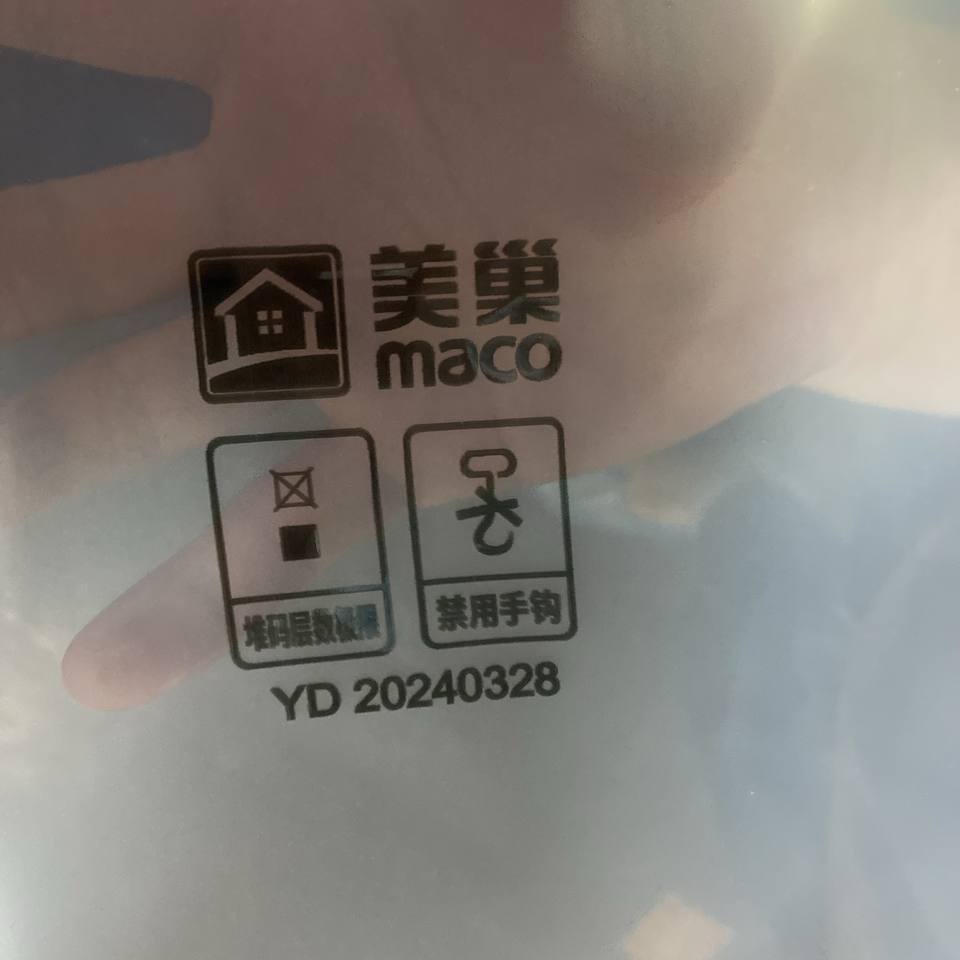 美巢
maco
堆码层数极限
禁用手钩
YD 20240328